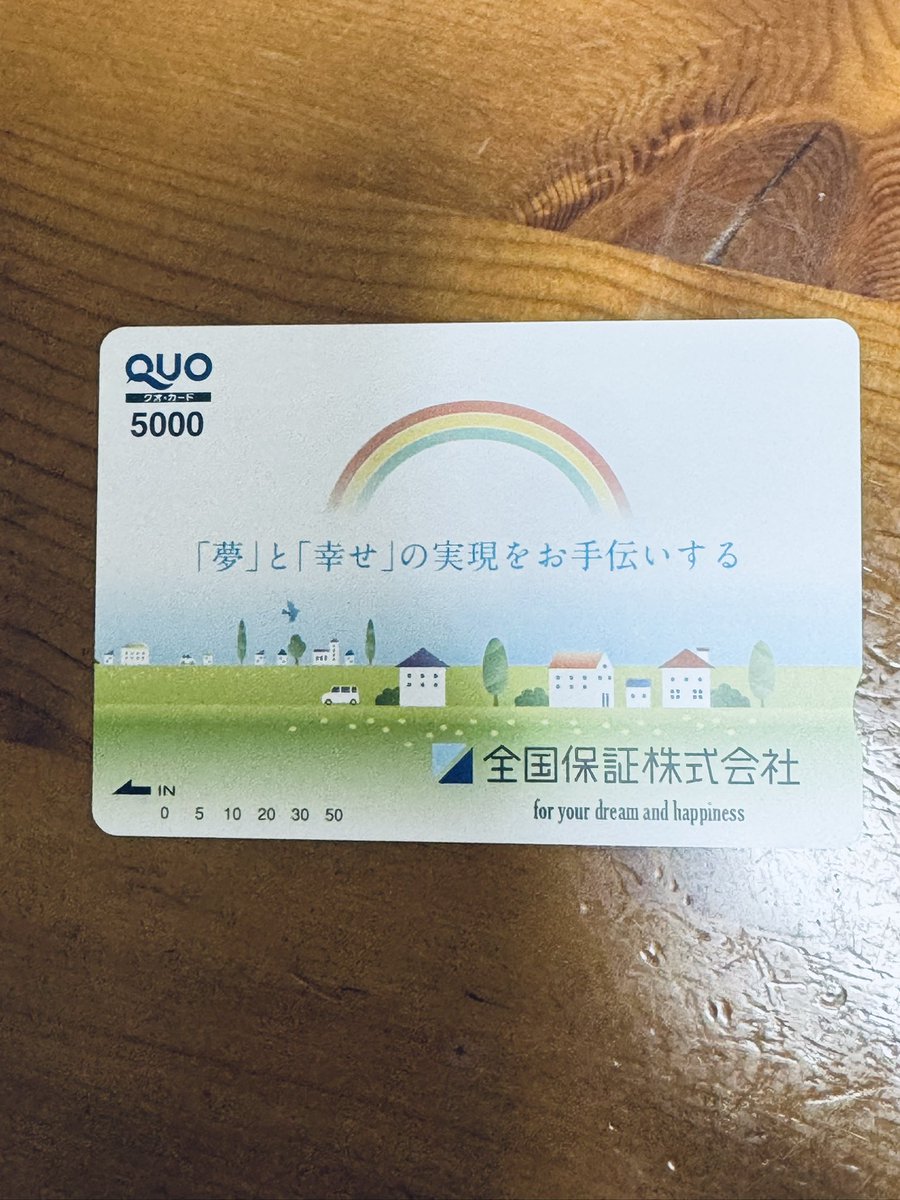 QUO
クオ・カード
5000
「夢」と「幸せ」の実現をお手伝いする
全国保証株式会社
for your dream and happiness
IN
0 5 10 20 30 50